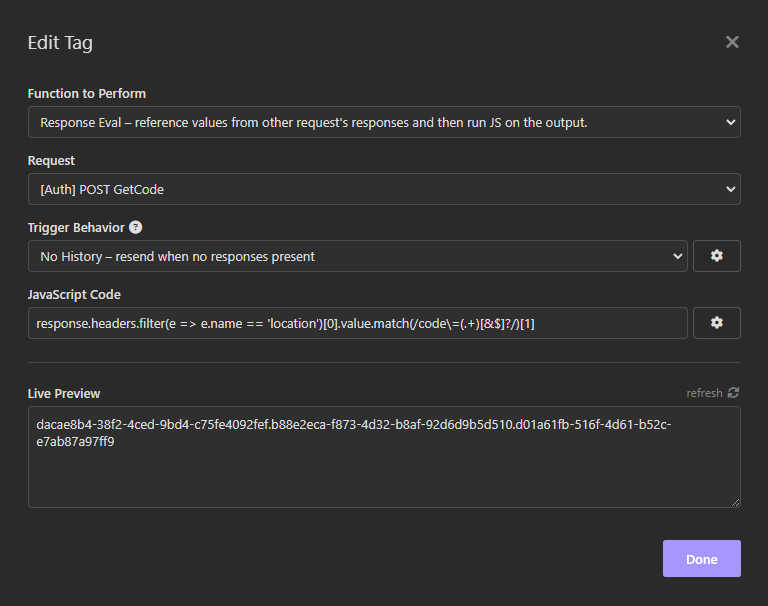 Edit Tag
Function to Perform
Response Eval – reference values from other request's responses and then run JS on the output.
Request
[Auth] POST GetCode
Trigger Behavior ?
No History – resend when no responses present
JavaScript Code
response.headers.filter(e => e.name == 'location')[0].value.match(/code\=(.+)[&$]?/)[1]
Live Preview
refresh
dacae8b4-38f2-4ced-9bd4-c75fe4092fef.b88e2eca-f873-4d32-b8af-92d6d9b5d510.d01a61fb-516f-4d61-b52c-
e7ab87a97ff9
Done